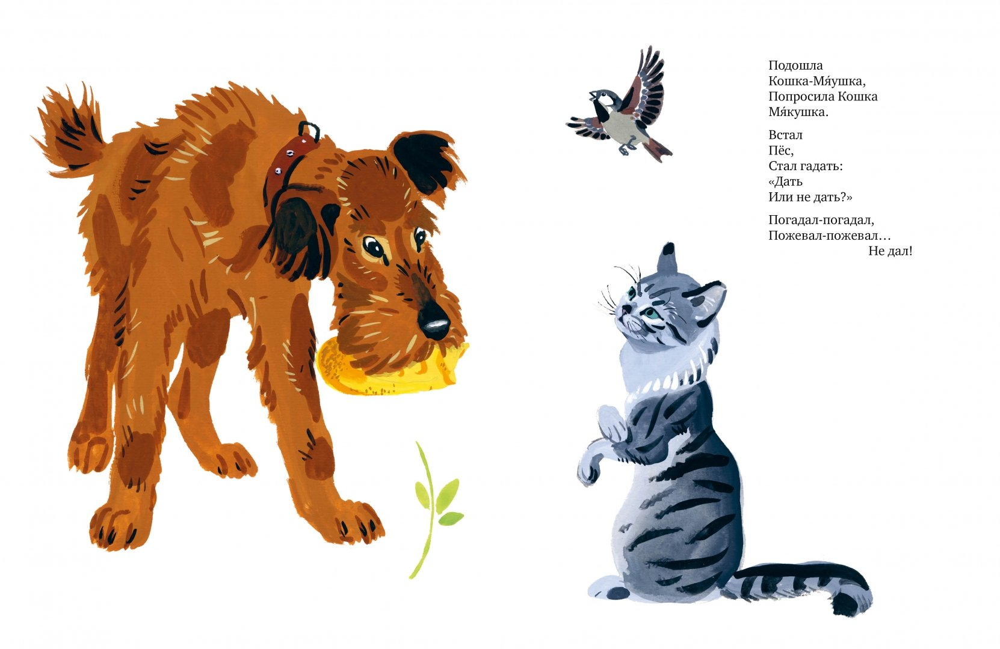 Подошла
Кошка-Мя́ушка,
Попросила Кошка
Мя́кушка.
Встал
Пёс,
Стал гадать:
«Дать
Или не дать?»
Погадал-погадал,
Пожевал-пожевал…
Не дал!